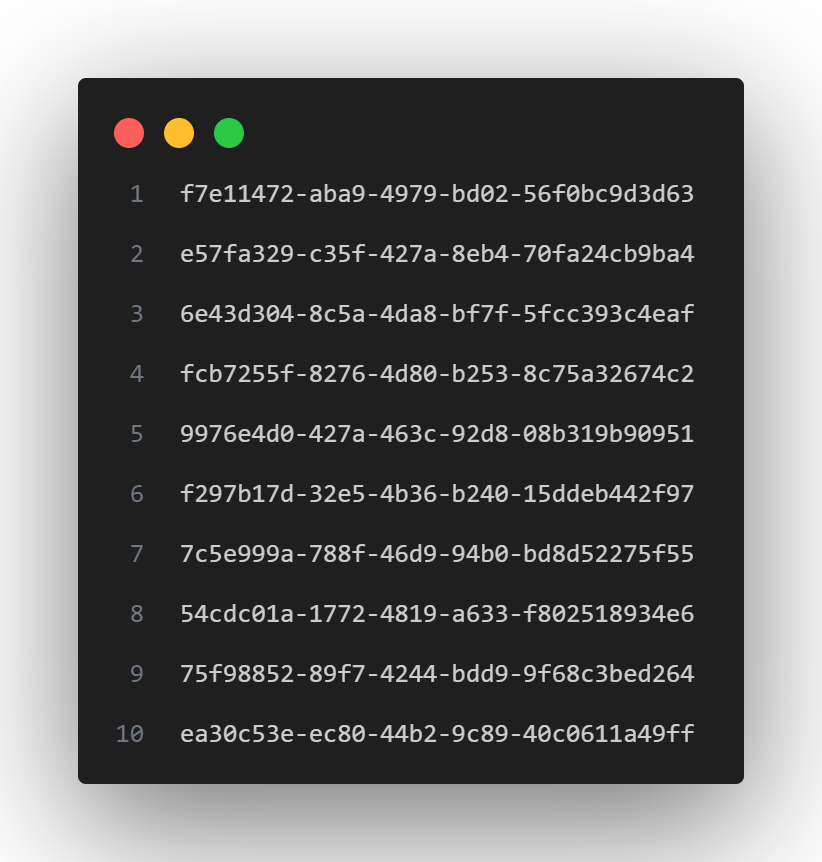 1 f7e11472-aba9-4979-bd02-56f0bc9d3d63
2 e57fa329-c35f-427a-8eb4-70fa24cb9ba4
3 6e43d304-8c5a-4da8-bf7f-5fcc393c4eaf
4 fcb7255f-8276-4d80-b253-8c75a32674c2
5 9976e4d0-427a-463c-92d8-08b319b90951
6 f297b17d-32e5-4b36-b240-15ddeb442f97
7 7c5e999a-788f-46d9-94b0-bd8d52275f55
8 54cdc01a-1772-4819-a633-f802518934e6
9 75f98852-89f7-4244-bdd9-9f68c3bed264
10 ea30c53e-ec80-44b2-9c89-40c0611a49ff